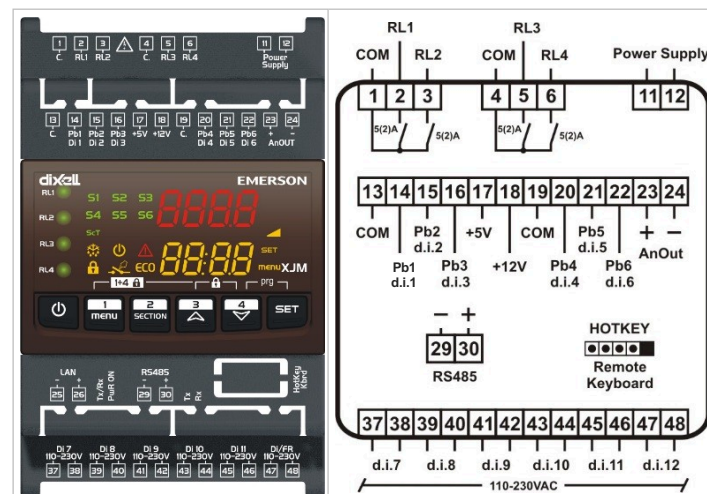 1 2 3 4 5 6 11 12
C. RL1 RL2 C. RL3 RL4 Power Supply
13 14 15 16 17 18 19 20 21 22 23 24
C. Pb1 Pb2 Pb3 +5V +12V C. Pb4 Pb5 Pb6 + -
Di 1 Di 2 Di 3 Di 4 Di 5 Di 6 AnOUT
dixell EMERSON
RL1 S1 S2 S3 88:8.8
RL2 S4 S5 S6
ScT
RL3 SET
RL4 ECO 88:88 menu XJM
1+4 prg
1 menu 2 SECTION 3 4 SET
LAN RS485
- + Tx/Rx PwR ON - + Tx Rx HotKey Kbrd
25 26 29 30
Di 7 Di 8 Di 9 Di 10 Di 11 Di/FR
110-230V 110-230V 110-230V 110-230V 110-230V 110-230V
37 38 39 40 41 42 43 44 45 46 47 48
RL1 RL3
COM RL2 COM RL4 Power Supply
1 2 3 4 5 6 11 12
5(2)A 5(2)A 5(2)A 5(2)A
13 14 15 16 17 18 19 20 21 22 23 24
COM Pb2 +5V COM Pb5 + -
d.i.2 d.i.5 AnOut
Pb1 Pb3 +12V Pb4 Pb6
d.i.1 d.i.3 d.i.4 d.i.6
- + HOTKEY
29 30
RS485 Remote
Keyboard
37 38 39 40 41 42 43 44 45 46 47 48
d.i.7 d.i.8 d.i.9 d.i.10 d.i.11 d.i.12
110-230VAC